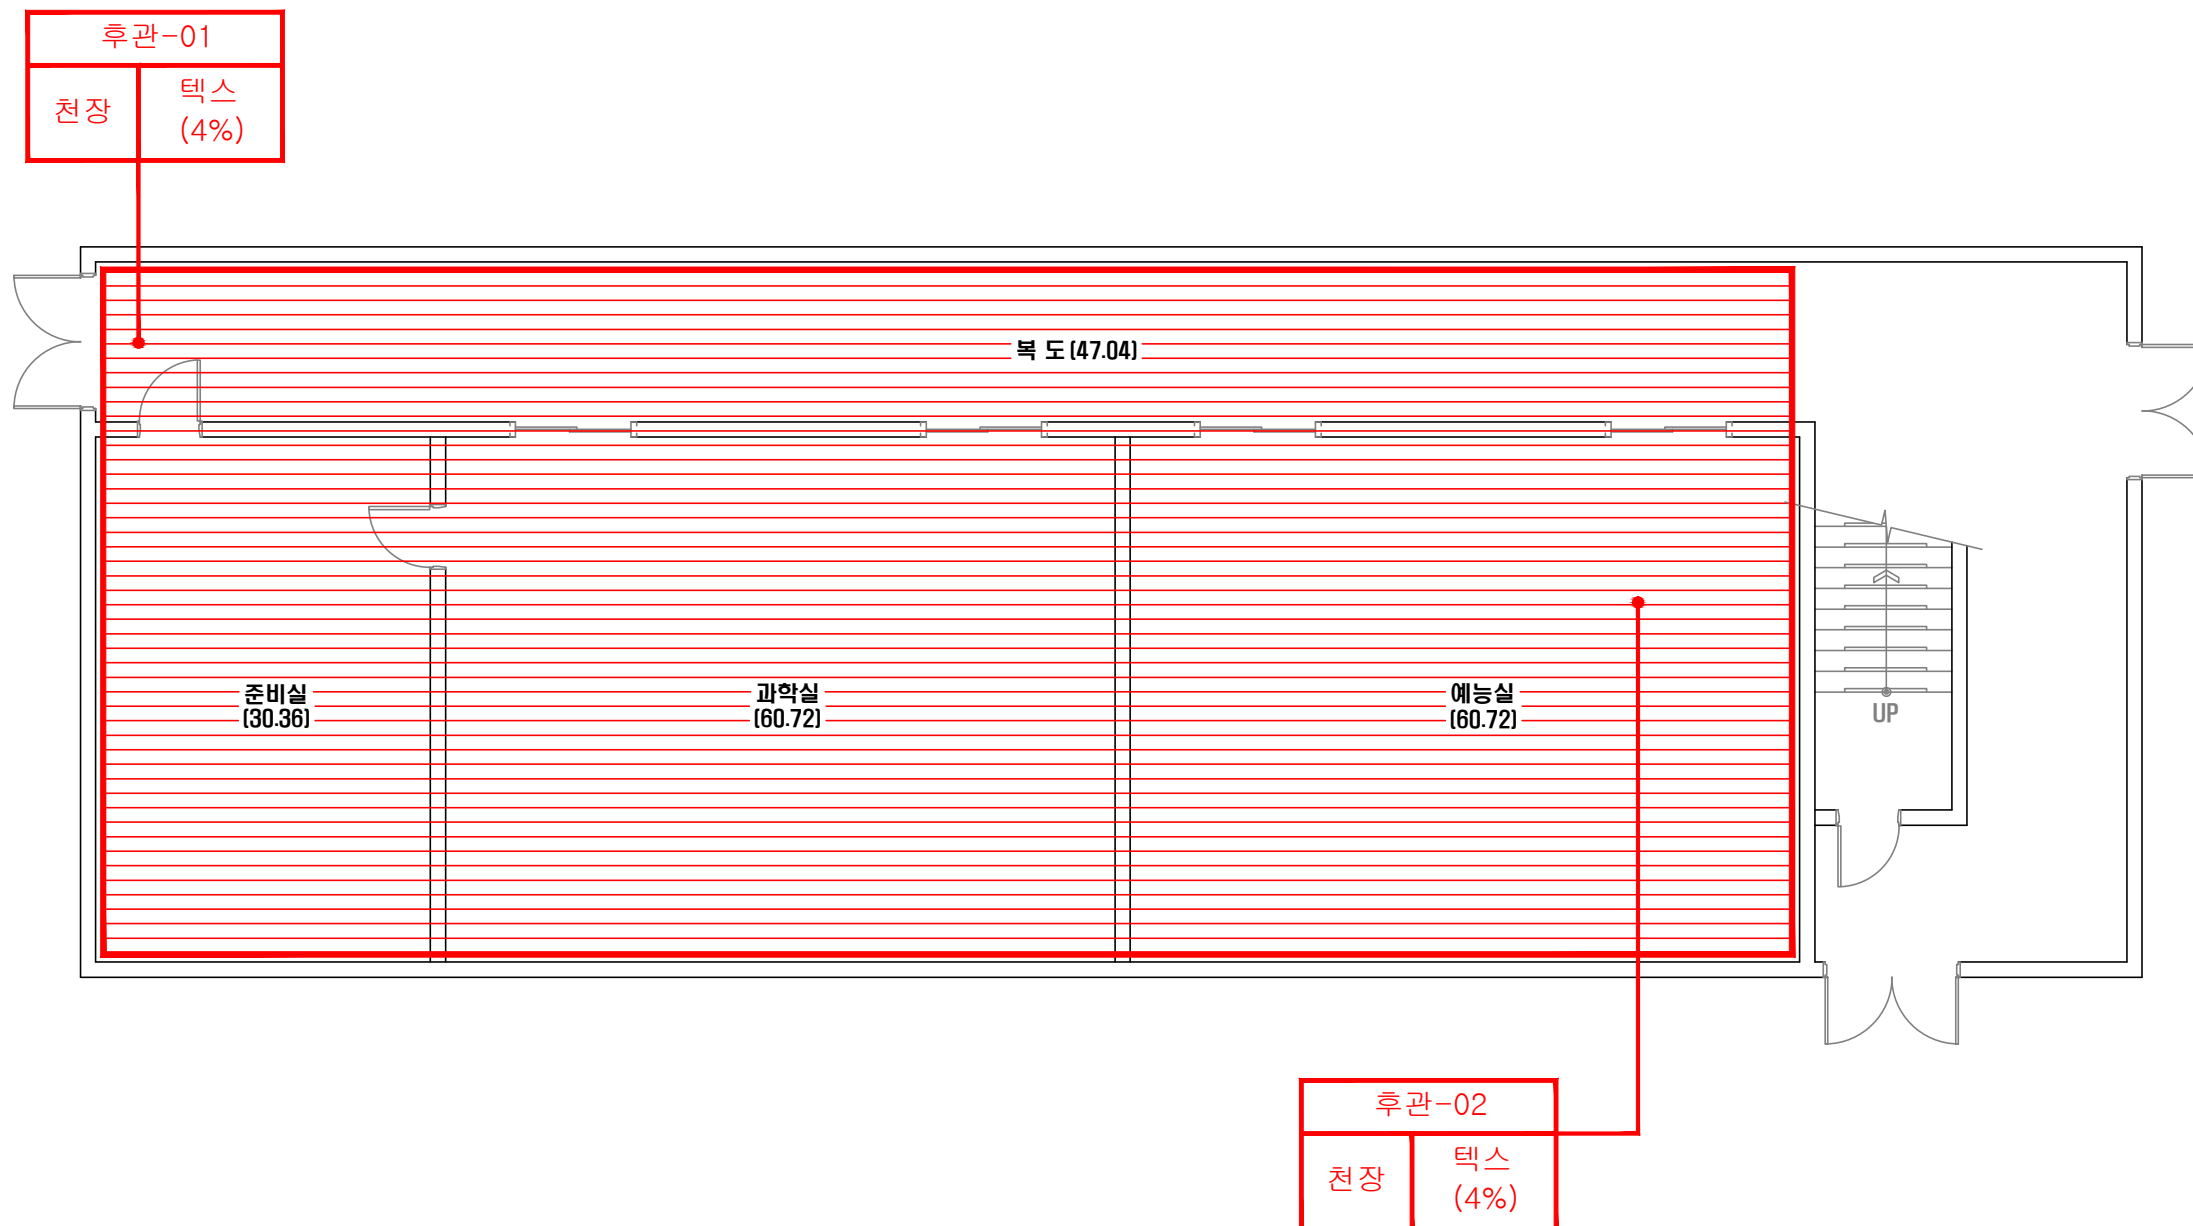 후관-01
천장
텍스
(4%)
복 도(47.04)
준비실
(30.36)
과학실
(60.72)
예능실
(60.72)
UP
후관-02
천장
텍스
(4%)